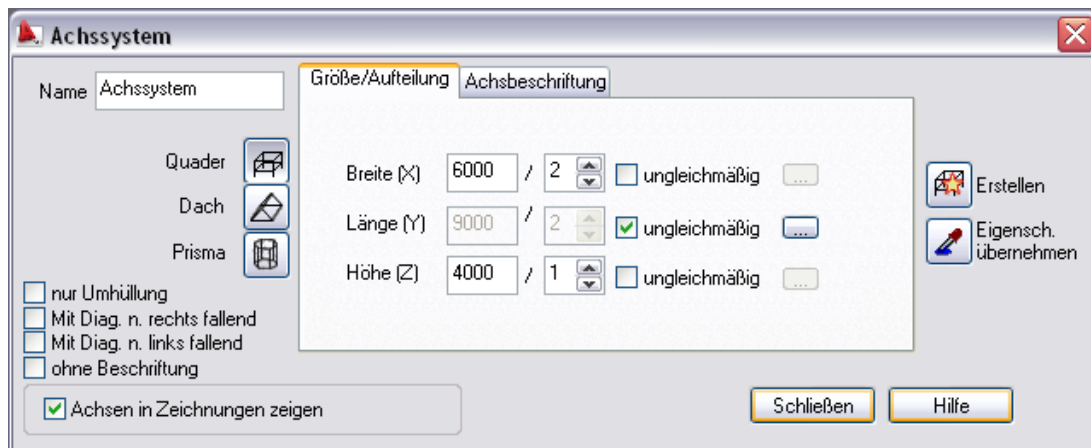 Achssystem
Name Achssystem
Größe/Aufteilung Achsbeschriftung
Quader
Dach
Prisma
Breite (X) 6000 / 2 ungleichmäßig ...
Länge (Y) 9000 / 2 ungleichmäßig ...
Höhe (Z) 4000 / 1 ungleichmäßig ...
Erstellen
Eigensch.
übernehmen
nur Umhüllung
Mit Diag. n. rechts fallend
Mit Diag. n. links fallend
ohne Beschriftung
Achsen in Zeichnungen zeigen
Schließen Hilfe